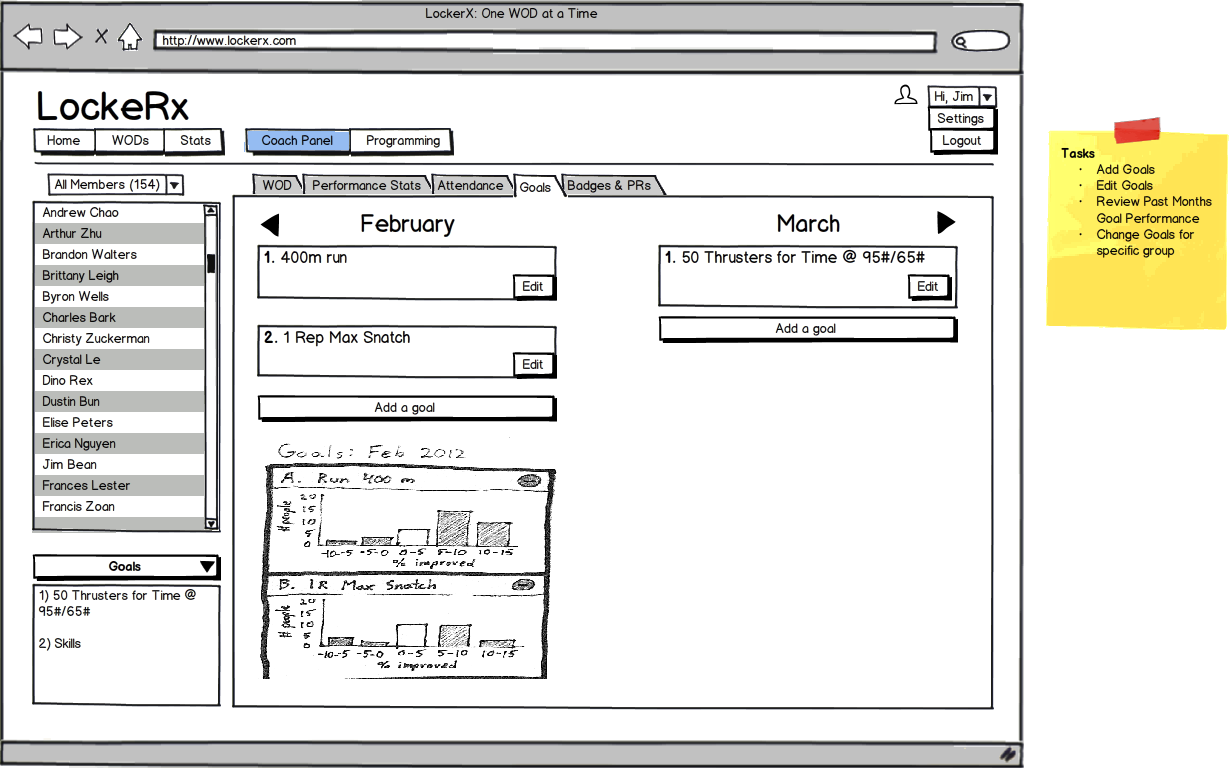 LockerX: One WOD at a Time
http://www.lockerx.com
LockeRx
Hi, Jim
Settings
Logout
Home
WODs
Stats
Coach Panel
Programming
All Members (154)
Andrew Chao
Arthur Zhu
Brandon Walters
Brittany Leigh
Byron Wells
Charles Bark
Christy Zuckerman
Crystal Le
Dino Rex
Dustin Bun
Elise Peters
Erica Nguyen
Jim Bean
Frances Lester
Francis Zoan
Goals
1) 50 Thrusters for Time @
95#/65#
2) Skills
WOD
Performance Stats
Attendance
Goals
Badges & PRs
February
1. 400m run
Edit
2. 1 Rep Max Snatch
Edit
Add a goal
March
1. 50 Thrusters for Time @ 95#/65#
Edit
Add a goal
Goals: Feb 2012
A. Run 400 m
# people
20
15
10
5
0
-10-5 -5-0 0-5 5-10 10-15
% improved
B. 1R Max Snatch
# people
20
15
10
5
0
-10-5 -5-0 0-5 5-10 10-15
% improved
Tasks
· Add Goals
· Edit Goals
· Review Past Months
Goal Performance
· Change Goals for
specific group